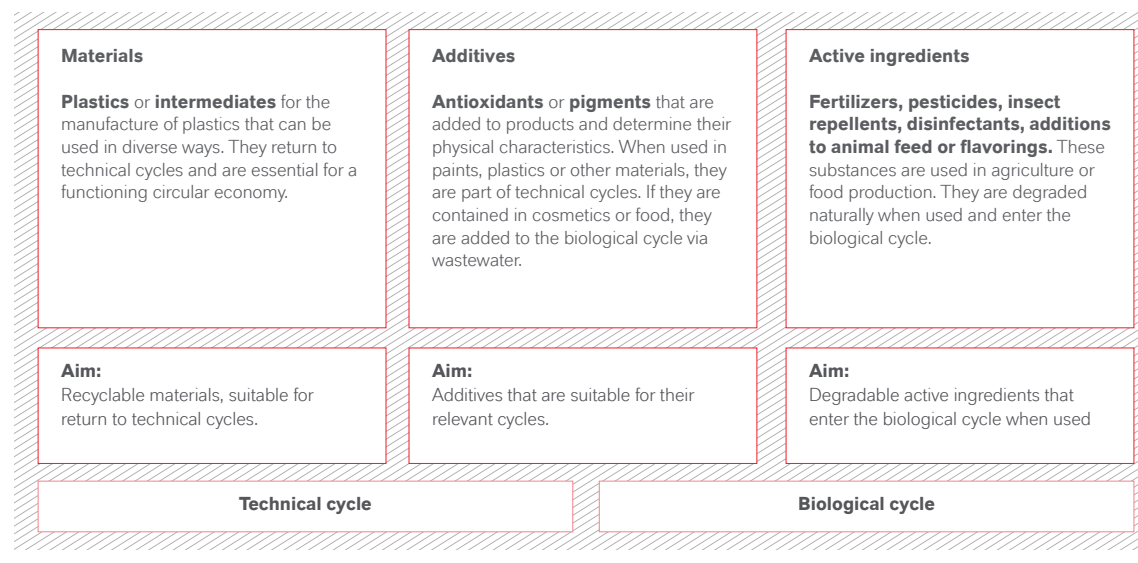 Materials
Plastics or intermediates for the
manufacture of plastics that can be
used in diverse ways. They return to
technical cycles and are essential for a
functioning circular economy.
Additives
Antioxidants or pigments that are
added to products and determine their
physical characteristics. When used in
paints, plastics or other materials, they
are part of technical cycles. If they are
contained in cosmetics or food, they
are added to the biological cycle via
wastewater.
Active ingredients
Fertilizers, pesticides, insect
repellents, disinfectants, additions
to animal feed or flavorings. These
substances are used in agriculture or
food production. They are degraded
naturally when used and enter the
biological cycle.
Aim:
Recyclable materials, suitable for
return to technical cycles.
Aim:
Additives that are suitable for their
relevant cycles.
Aim:
Degradable active ingredients that
enter the biological cycle when used
Technical cycle
Biological cycle